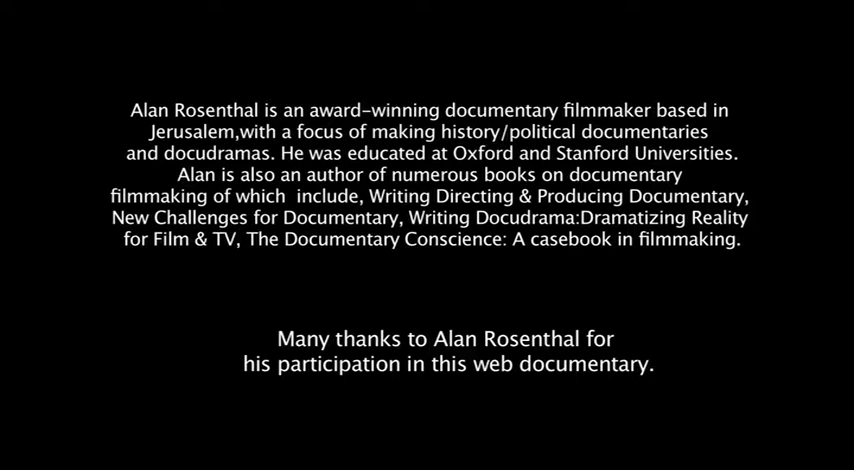 Alan Rosenthal is an award-winning documentary filmmaker based in
Jerusalem,with a focus of making history/political documentaries
and docudramas. He was educated at Oxford and Stanford Universities.
Alan is also an author of numerous books on documentary
filmmaking of which  include, Writing Directing & Producing Documentary,
New Challenges for Documentary, Writing Docudrama:Dramatizing Reality
for Film & TV, The Documentary Conscience: A casebook in filmmaking.
Many thanks to Alan Rosenthal for
his participation in this web documentary.